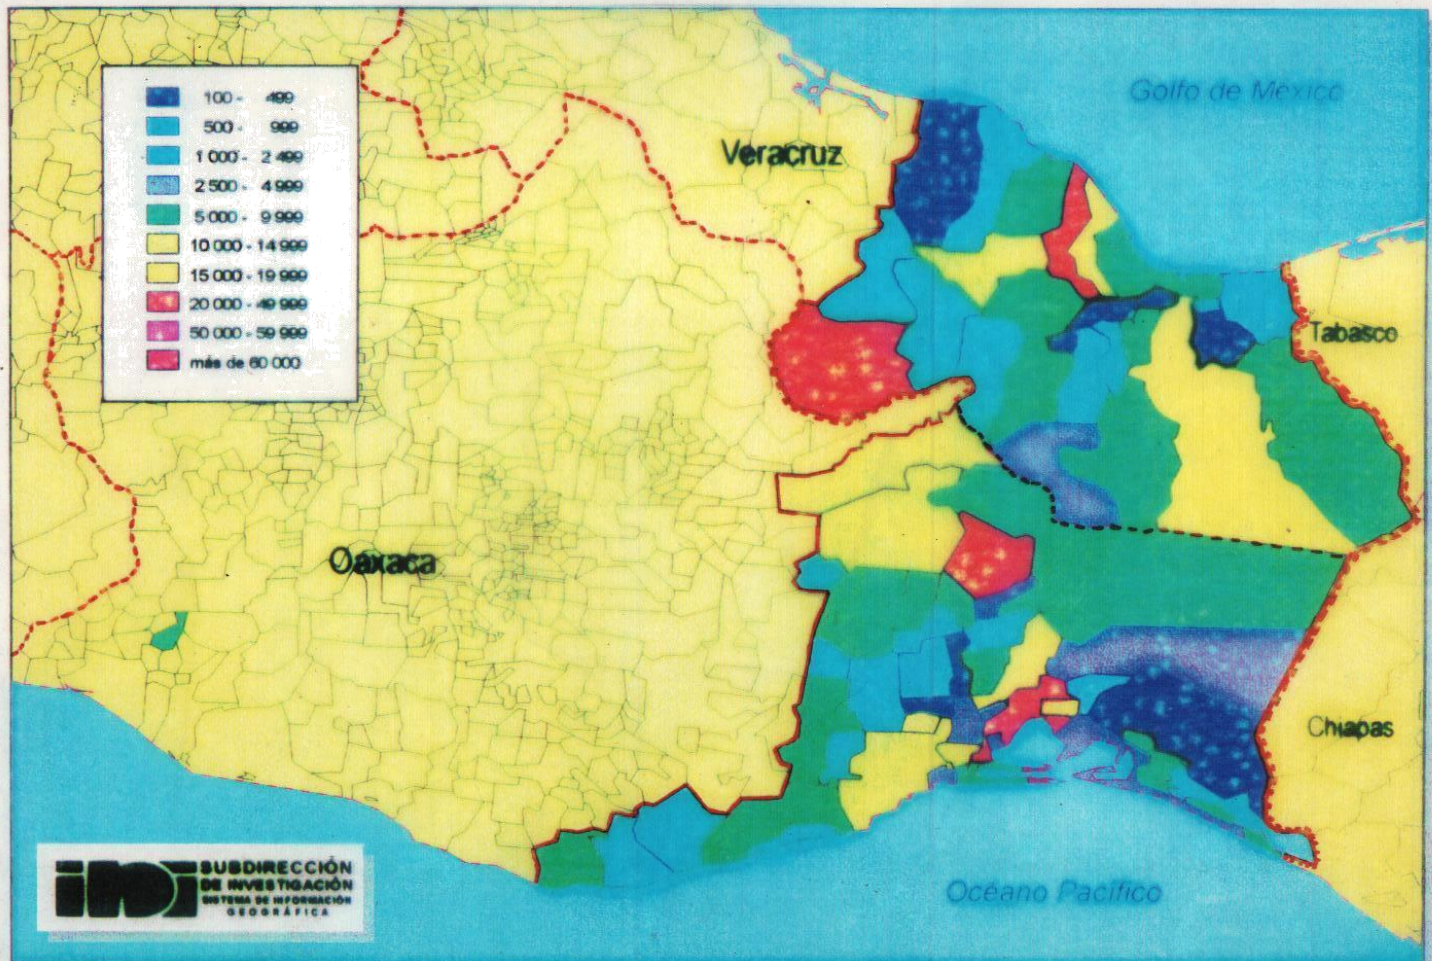 100 - 499
500 - 999
1 000 - 2 499
2 500 - 4 999
5 000 - 9 999
10 000 - 14 999
15 000 - 19 999
20 000 - 49 999
50 000 - 59 999
más de 60 000
Golfo de México
Veracruz
Tabasco
Oaxaca
Chiapas
Océano Pacífico
ini
SUBDIRECCIÓN
DE INVESTIGACIÓN
SISTEMA DE INFORMACIÓN
GEOGRÁFICA